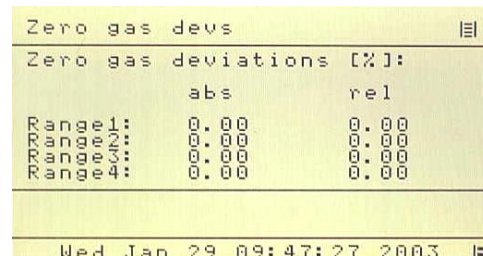 Zero gas devs
Zero gas deviations [%]:
abs rel
Range1: 0.00 0.00
Range2: 0.00 0.00
Range3: 0.00 0.00
Range4: 0.00 0.00
Wed Jan 29 09:47:27 2003